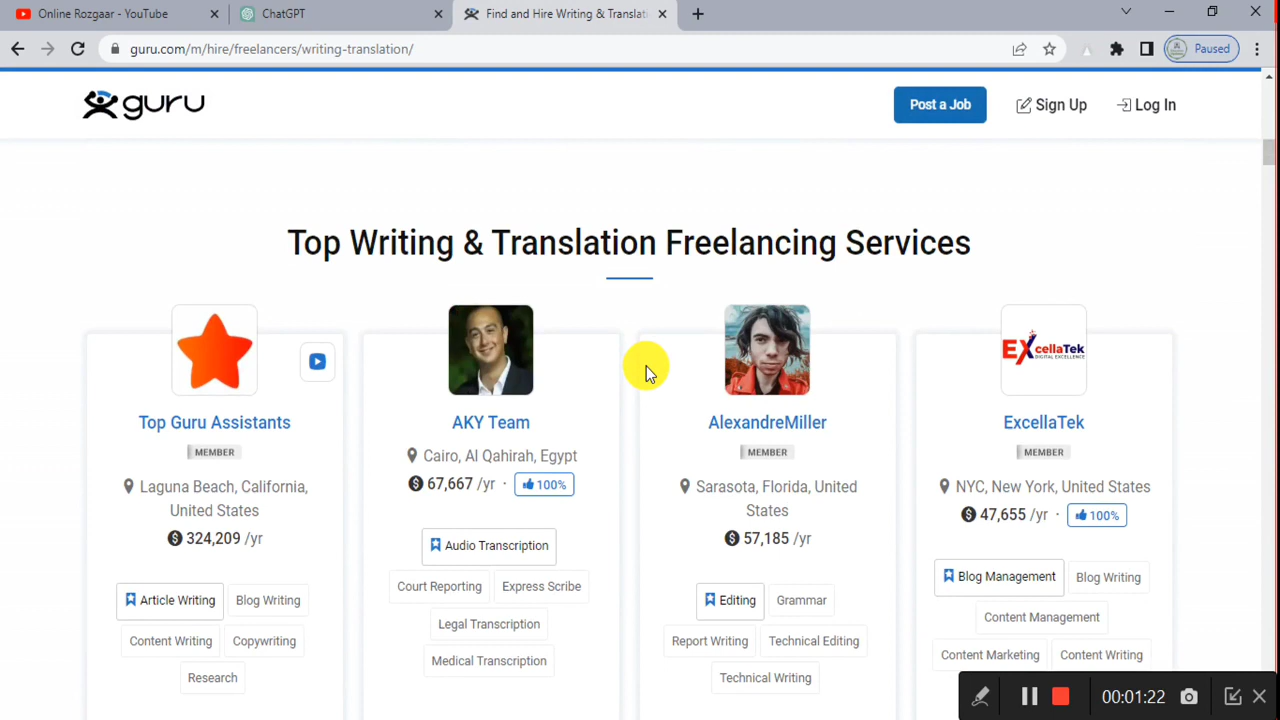 Online Rozgaar - YouTube
ChatGPT
Find and Hire Writing & Translati
guru.com/m/hire/freelancers/writing-translation/
Paused
guru
Post a Job
Sign Up
Log In
Top Writing & Translation Freelancing Services
Top Guru Assistants
MEMBER
Laguna Beach, California,
United States
324,209 /yr
Article Writing
Blog Writing
Content Writing
Copywriting
Research
AKY Team
Cairo, Al Qahirah, Egypt
67,667 /yr · 100%
Audio Transcription
Court Reporting
Express Scribe
Legal Transcription
Medical Transcription
AlexandreMiller
MEMBER
Sarasota, Florida, United
States
57,185 /yr
Editing
Grammar
Report Writing
Technical Editing
Technical Writing
EXcellaTek
DIGITAL EXCELLENCE
ExcellaTek
MEMBER
NYC, New York, United States
47,655 /yr · 100%
Blog Management
Blog Writing
Content Management
Content Marketing
Content Writing
00:01:22